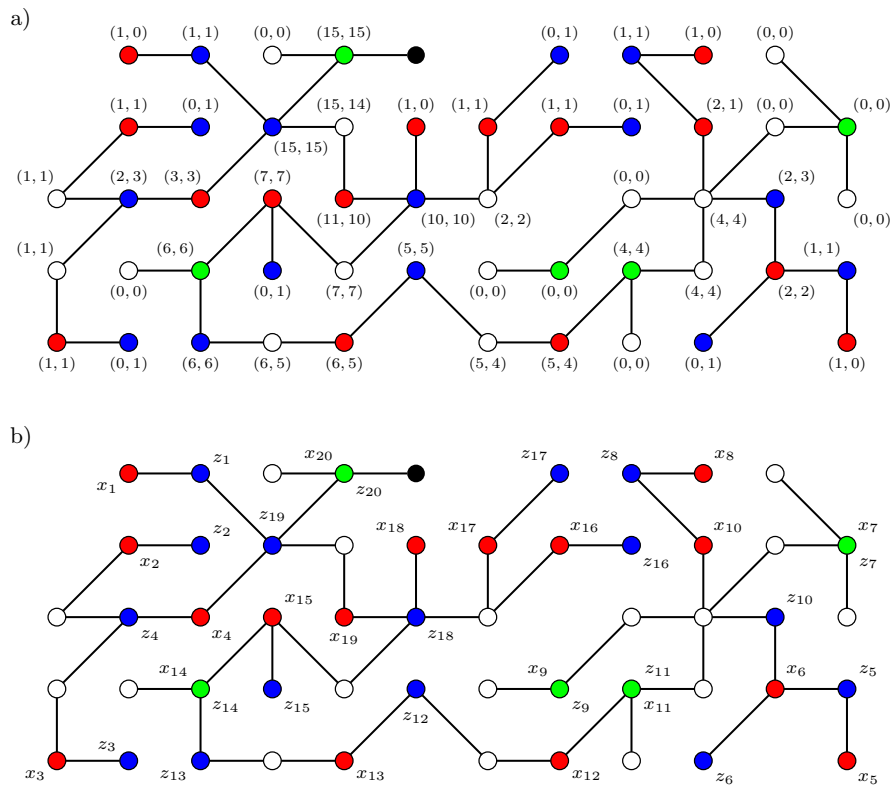 a)
(1, 0) (1, 1) (0, 0) (15, 15) (0, 1) (1, 1) (1, 0) (0, 0)
(1, 1) (0, 1) (15, 14) (1, 0) (1, 1) (1, 1) (0, 1) (2, 1) (0, 0) (0, 0)
(15, 15)
(1, 1) (2, 3) (3, 3) (7, 7) (0, 0) (2, 3)
(11, 10) (10, 10) (2, 2) (4, 4) (0, 0)
(1, 1) (6, 6) (5, 5) (4, 4) (1, 1)
(0, 0) (0, 1) (7, 7) (0, 0) (0, 0) (4, 4) (2, 2)
(1, 1) (0, 1) (6, 6) (6, 5) (6, 5) (5, 4) (5, 4) (0, 0) (0, 1) (1, 0)
b)
z1 x20 z17 z8 x8
x1 z20
z19 z2 x18 x17 x16 x10 x7
x2 z16 z7
x15 z10
z4 x4 x19 z18
x14 x9 z11 x6 z5
z14 z15 z12 z9 x11
z3
x3 z13 x13 x12 z6 x5